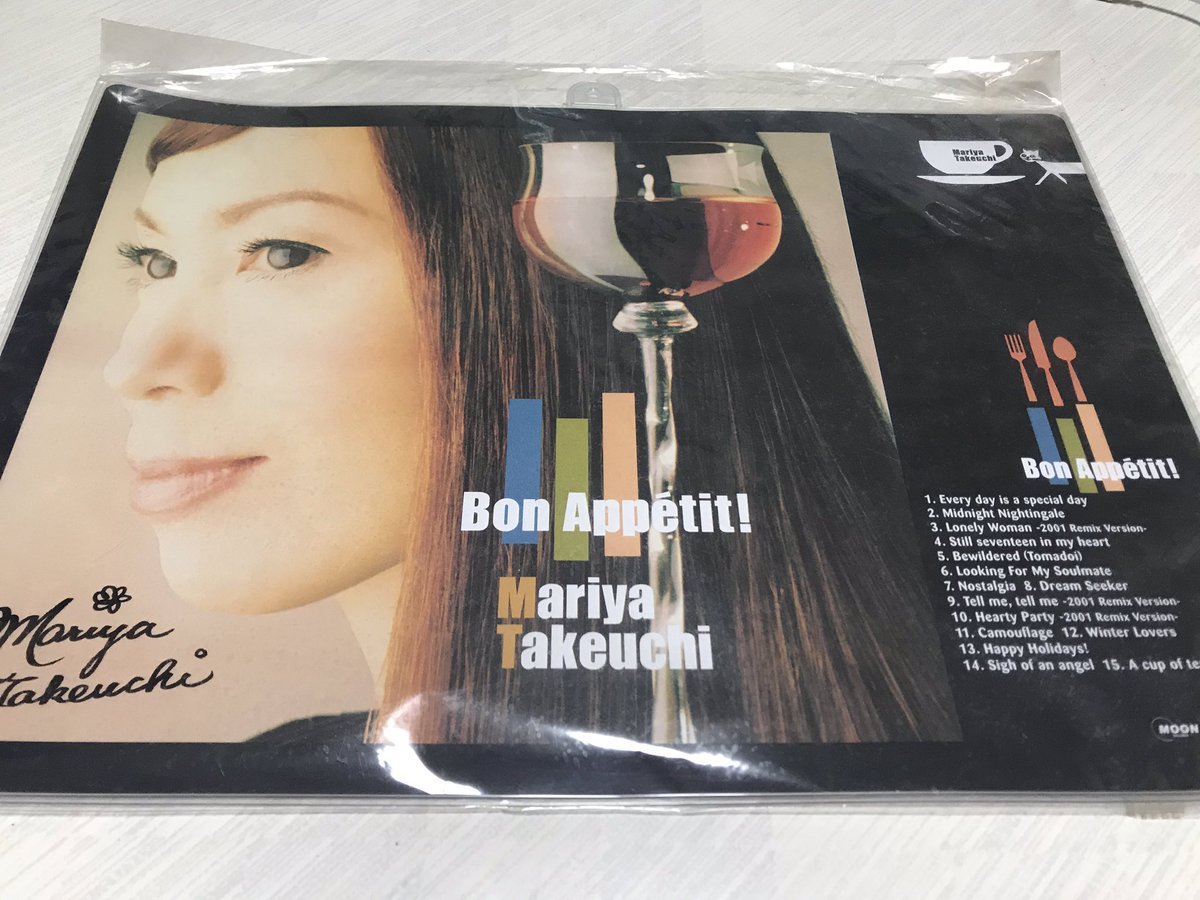 Mariya
Takeuchi
Bon Appétit!
Mariya
Takeuchi
Mariya
Takeuchi
Bon Appétit!
1. Every day is a special day
2. Midnight Nightingale
3. Lonely Woman -2001 Remix Version-
4. Still seventeen in my heart
5. Bewildered (Tomadoi)
6. Looking For My Soulmate
7. Nostalgia 8. Dream Seeker
9. Tell me, tell me -2001 Remix Version-
10. Hearty Party -2001 Remix Version-
11. Camouflage 12. Winter Lovers
13. Happy Holidays!
14. Sigh of an angel 15. A cup of te
MOON